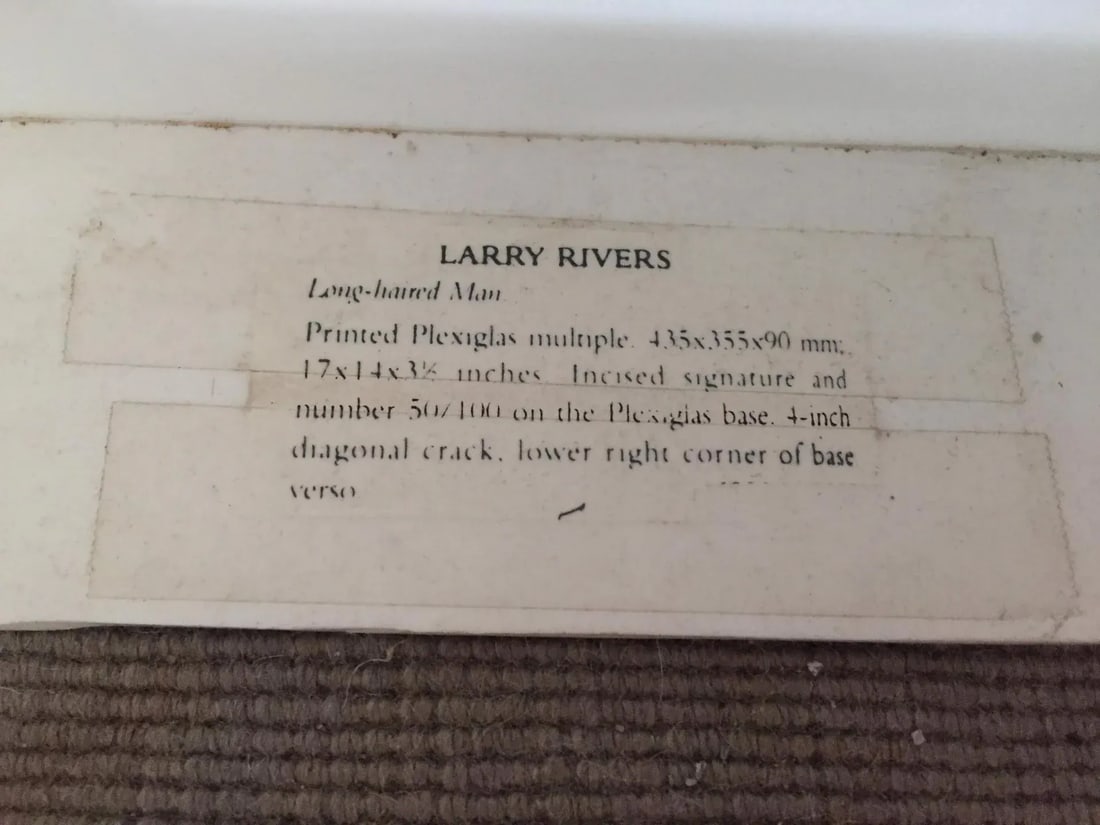 LARRY RIVERS
Long-haired Man
Printed Plexiglas multiple. 435x355x90 mm;
17x14x3½ inches. Incised signature and
number 50/100 on the Plexiglas base. 4-inch
diagonal crack, lower right corner of base
verso